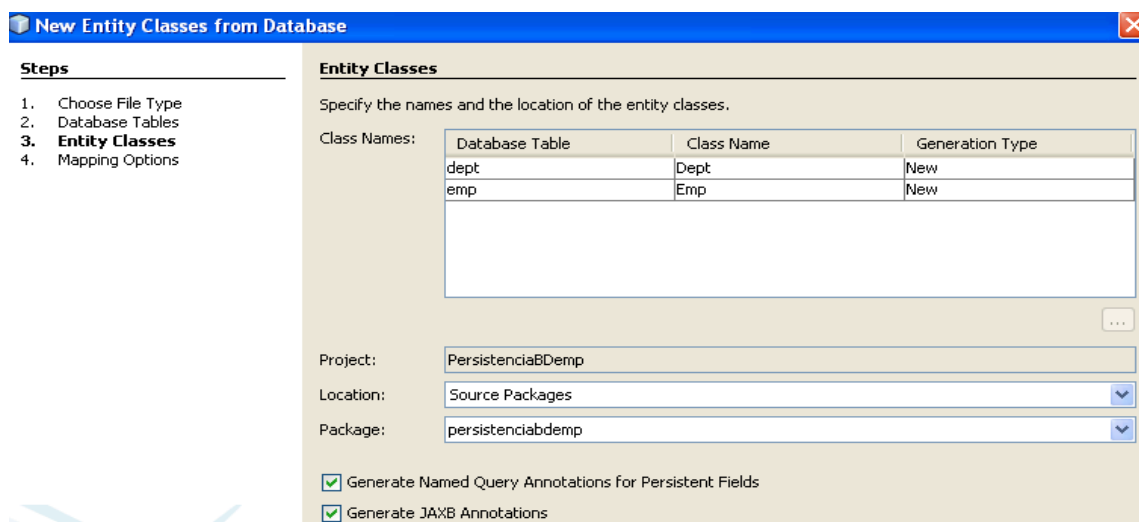 New Entity Classes from Database
Steps
1. Choose File Type
2. Database Tables
3. Entity Classes
4. Mapping Options
Entity Classes
Specify the names and the location of the entity classes.
Class Names:
Database Table Class Name Generation Type
dept Dept New
emp Emp New
...
Project: PersistenciaBDemp
Location: Source Packages
Package: persistenciabdemp
Generate Named Query Annotations for Persistent Fields
Generate JAXB Annotations